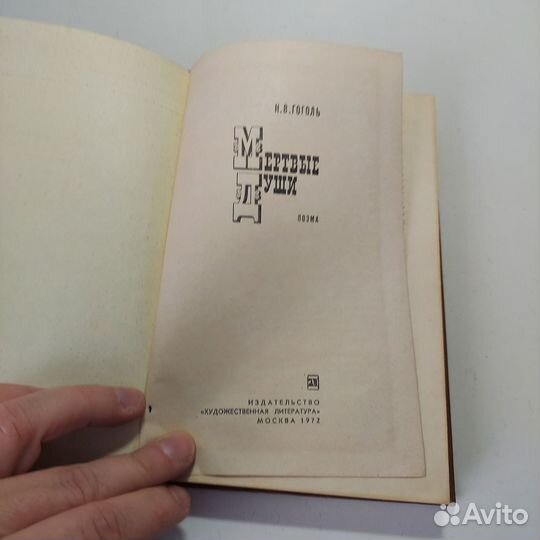 Н.В.ГОГОЛЬ
МЕРТВЫЕ
ДУШИ
ПОЭМА
ИЗДАТЕЛЬСТВО
«ХУДОЖЕСТВЕННАЯ ЛИТЕРАТУРА»
МОСКВА 1972
Avito